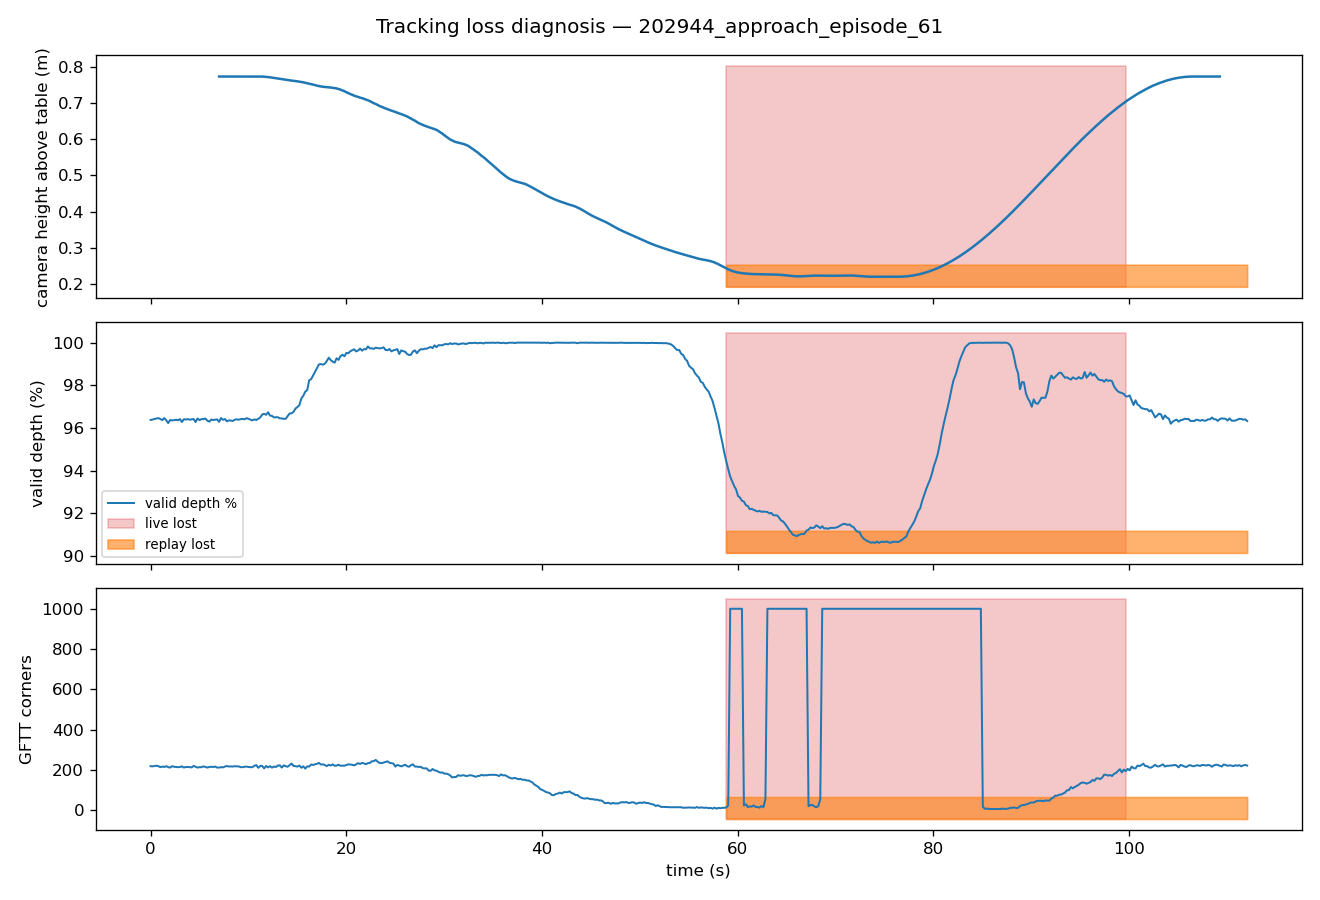 Tracking loss diagnosis — 202944_approach_episode_61
camera height above table (m)
0.8
0.7
0.6
0.5
0.4
0.3
0.2
valid depth (%)
100
98
96
94
92
90
valid depth %
live lost
replay lost
GFTT corners
1000
800
600
400
200
0
0 20 40 60 80 100
time (s)